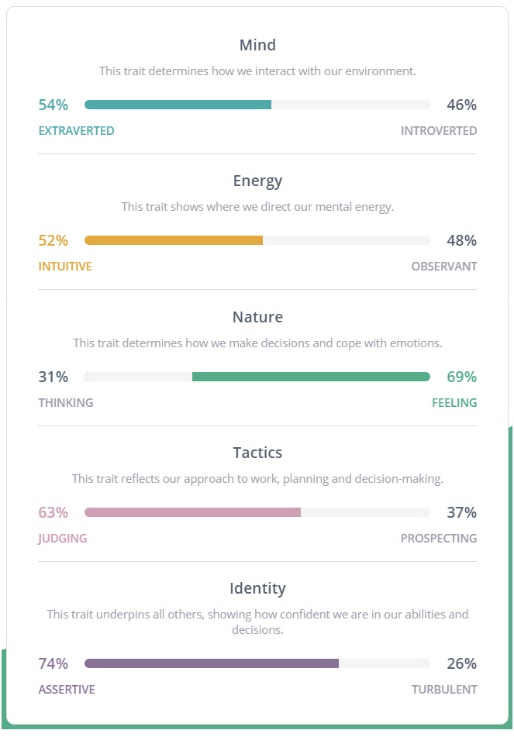 Mind
This trait determines how we interact with our environment.
54% 46%
EXTRAVERTED INTROVERTED
Energy
This trait shows where we direct our mental energy.
52% 48%
INTUITIVE OBSERVANT
Nature
This trait determines how we make decisions and cope with emotions.
31% 69%
THINKING FEELING
Tactics
This trait reflects our approach to work, planning and decision-making.
63% 37%
JUDGING PROSPECTING
Identity
This trait underpins all others, showing how confident we are in our abilities and
decisions.
74% 26%
ASSERTIVE TURBULENT